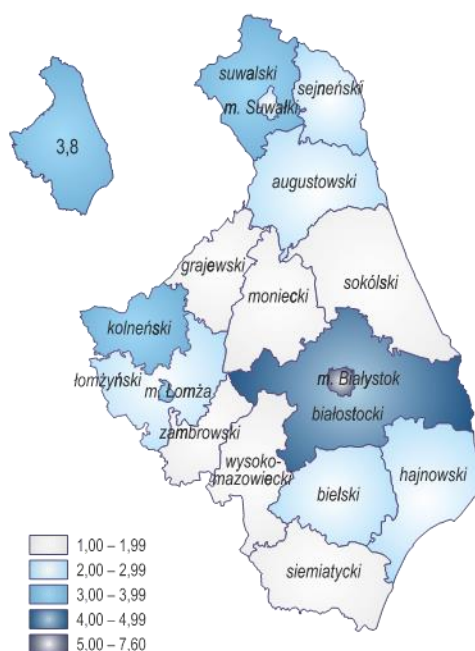 suwalski
m. Suwałki
sejneński
3,8
augustowski
grajewski
moniecki
sokólski
kolneński
łomżyński
m. Łomża
m. Białystok
białostocki
zambrowski
wysoko-
mazowiecki
hajnowski
bielski
siemiatycki
1,00 – 1,99
2,00 – 2,99
3,00 – 3,99
4,00 – 4,99
5,00 – 7,60